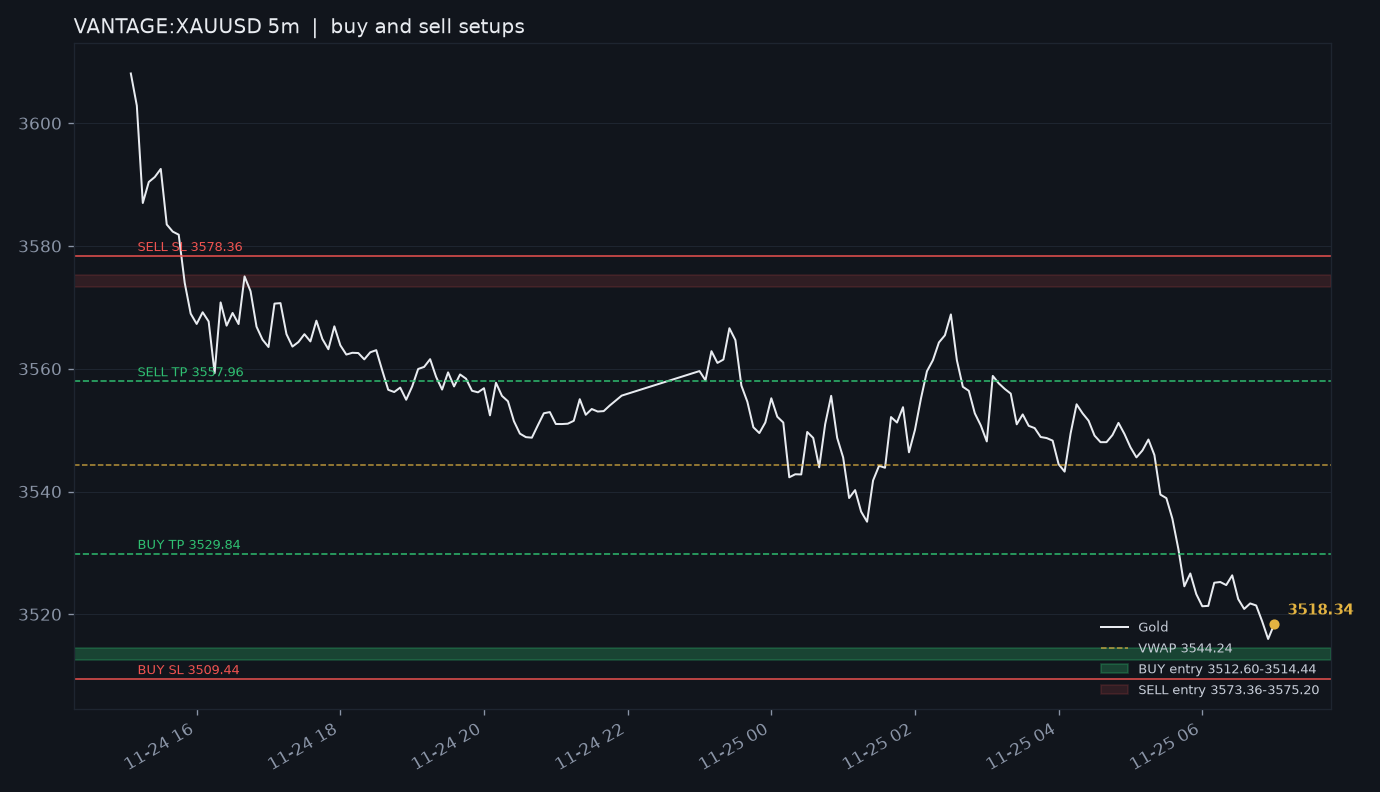 VANTAGE:XAUUSD 5m | buy and sell setups
3600
3580
3560
3540
3520
SELL SL 3578.36
SELL TP 3557.96
BUY TP 3529.84
BUY SL 3509.44
3518.34
Gold
VWAP 3544.24
BUY entry 3512.60-3514.44
SELL entry 3573.36-3575.20
11-24 16
11-24 18
11-24 20
11-24 22
11-25 00
11-25 02
11-25 04
11-25 06